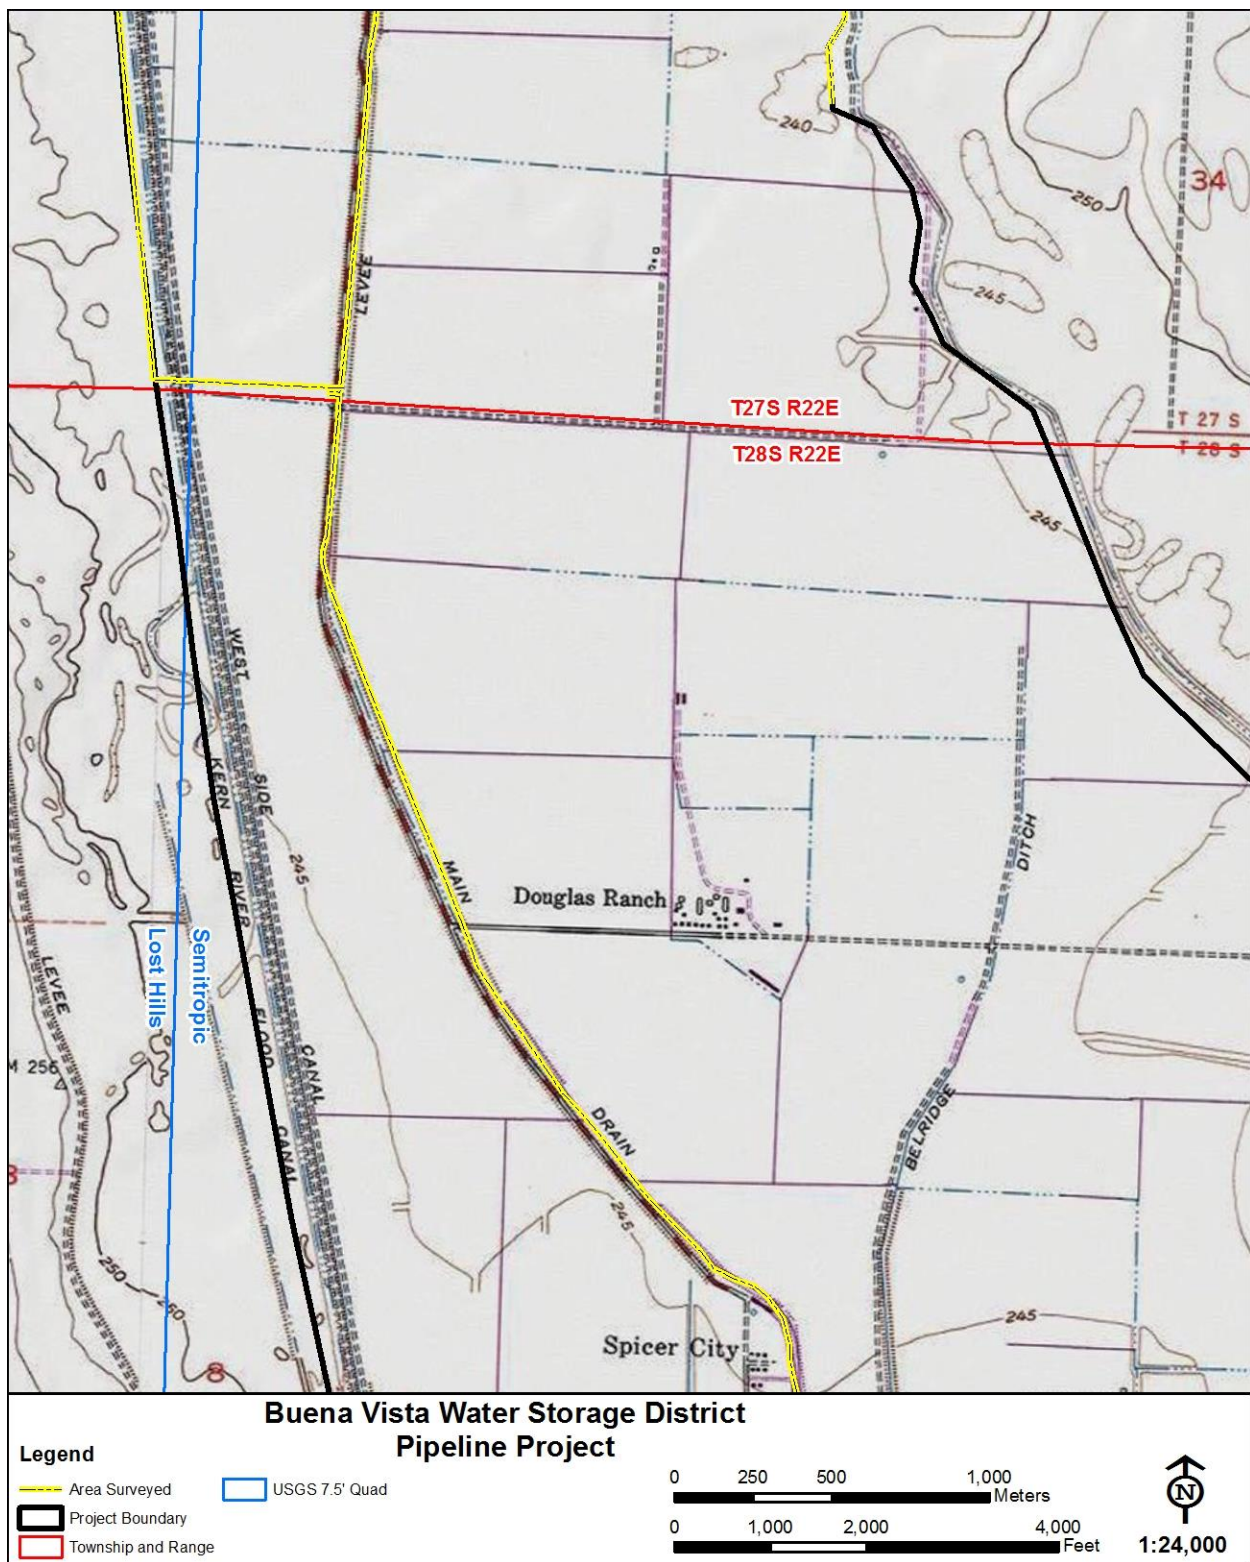 240
34
250
245
LEVEE
T27S R22E
T 27 S
T28S R22E
T 28 S
245
WEST
SIDE
CANAL
KERN
RIVER
FLOOD
CANAL
245
MAIN
DRAIN
DITCH
BELRIDGE
Douglas Ranch
Lost Hills
Semitropic
LEVEE
M 256
250
250
245
245
Spicer City
8
Buena Vista Water Storage District
Pipeline Project
Legend
Area Surveyed
USGS 7.5' Quad
Project Boundary
Township and Range
0 250 500 1,000
Meters
0 1,000 2,000 4,000
Feet
N
1:24,000